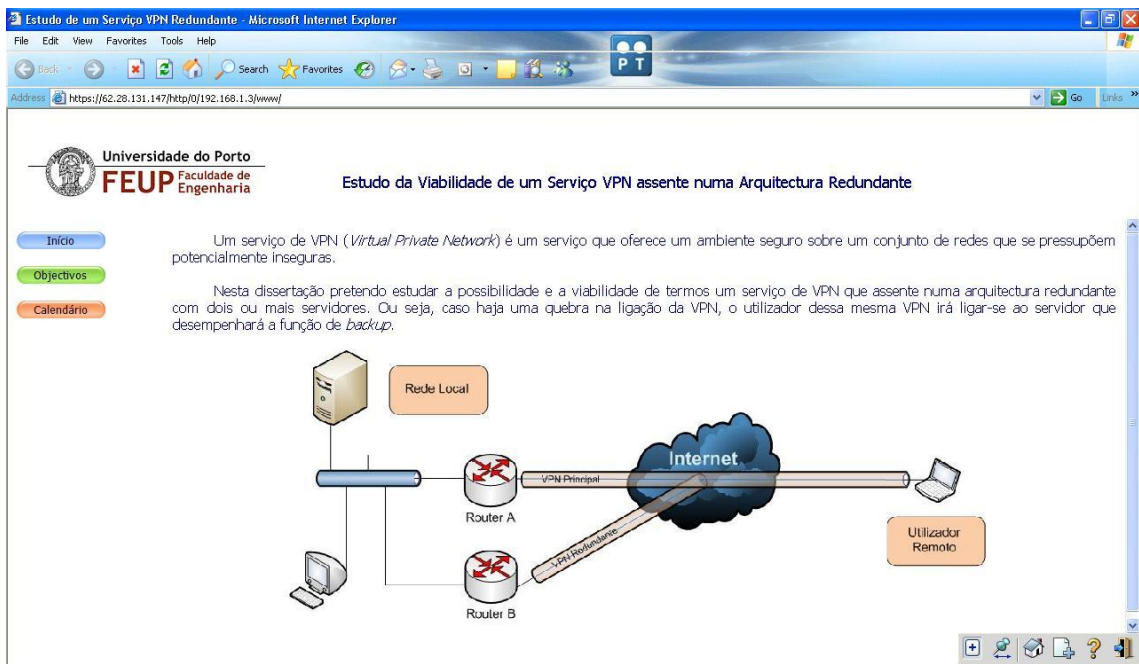 Estudo de um Serviço VPN Redundante - Microsoft Internet Explorer
File Edit View Favorites Tools Help
Back Search Favorites
PT
Address https://62.28.131.147/http/0/192.168.1.3/www/ Go Links »
Universidade do Porto
FEUP Faculdade de Engenharia
Estudo da Viabilidade de um Serviço VPN assente numa Arquitectura Redundante
Início
Objectivos
Calendário
Um serviço de VPN (Virtual Private Network) é um serviço que oferece um ambiente seguro sobre um conjunto de redes que se pressupõem
potencialmente inseguras.
Nesta dissertação pretendo estudar a possibilidade e a viabilidade de termos um serviço de VPN que assente numa arquitectura redundante
com dois ou mais servidores. Ou seja, caso haja uma quebra na ligação da VPN, o utilizador dessa mesma VPN irá ligar-se ao servidor que
desempenhará a função de backup.
Rede Local
Internet
VPN Principal
Router A
VPN Redundante
Utilizador
Remoto
Router B